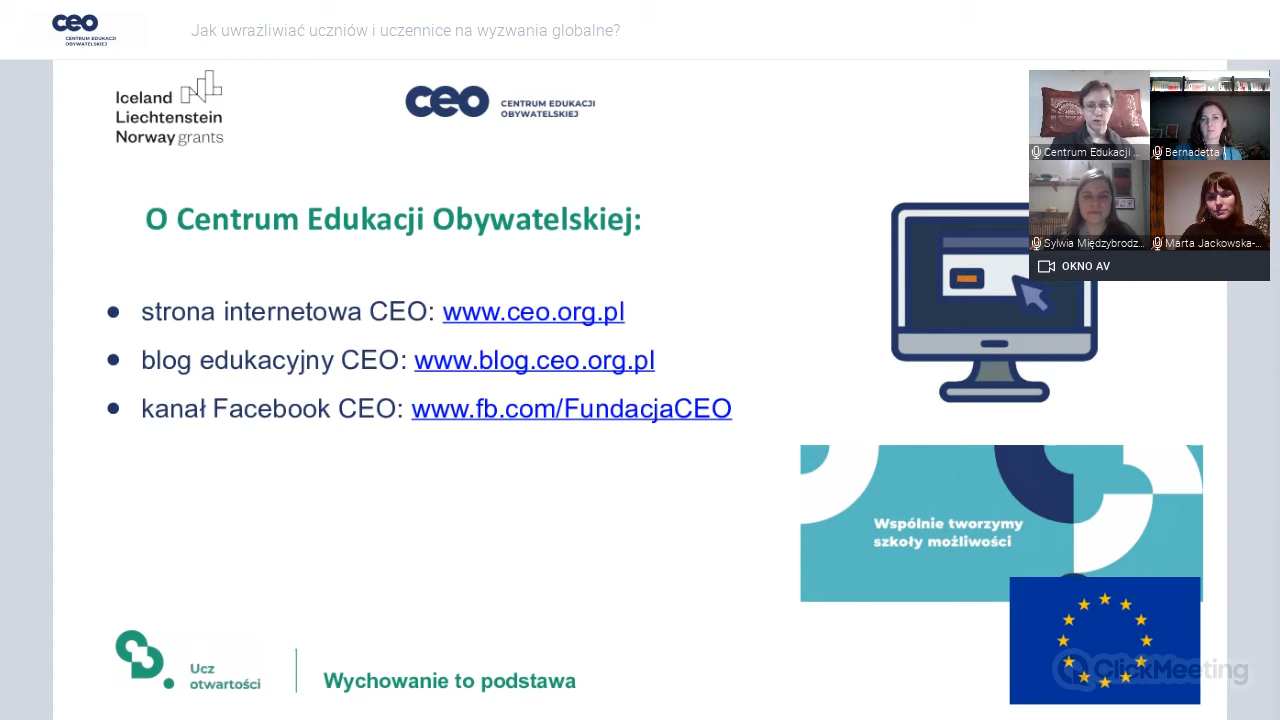 ceo
CENTRUM EDUKACJI
OBYWATELSKIEJ
Jak uwrażliwiać uczniów i uczennice na wyzwania globalne?
Iceland
Liechtenstein
Norway grants
ceo
CENTRUM EDUKACJI
OBYWATELSKIEJ
Centrum Edukacji ...
Bernadetta
Sylwia Międzybrodz...
Marta Jackowska-...
OKNO AV
O Centrum Edukacji Obywatelskiej:
● strona internetowa CEO: www.ceo.org.pl
● blog edukacyjny CEO: www.blog.ceo.org.pl
● kanał Facebook CEO: www.fb.com/FundacjaCEO
Wspólnie tworzymy
szkoły możliwości
Ucz
otwartości
Wychowanie to podstawa
ClickMeeting